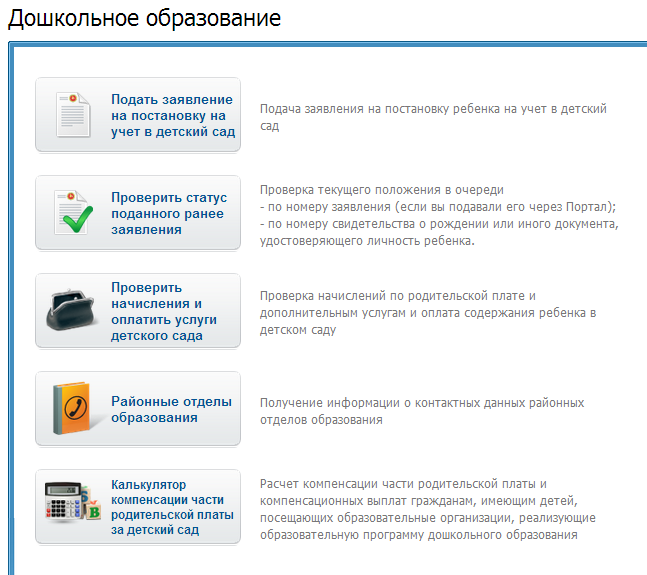 Дошкольное образование
Подать заявление
на постановку на
учет в детский сад
Подача заявления на постановку ребенка на учет в детский
сад
Проверить статус
поданного ранее
заявления
Проверка текущего положения в очереди
- по номеру заявления (если вы подавали его через Портал);
- по номеру свидетельства о рождении или иного документа,
удостоверяющего личность ребенка.
Проверить
начисления и
оплатить услуги
детского сада
Проверка начислений по родительской плате и
дополнительным услугам и оплата содержания ребенка в
детском саду
Районные отделы
образования
Получение информации о контактных данных районных
отделов образования
Калькулятор
компенсации части
родительской платы
за детский сад
Расчет компенсации части родительской платы и
компенсационных выплат гражданам, имеющим детей,
посещающих образовательные организации, реализующие
образовательную программу дошкольного образования